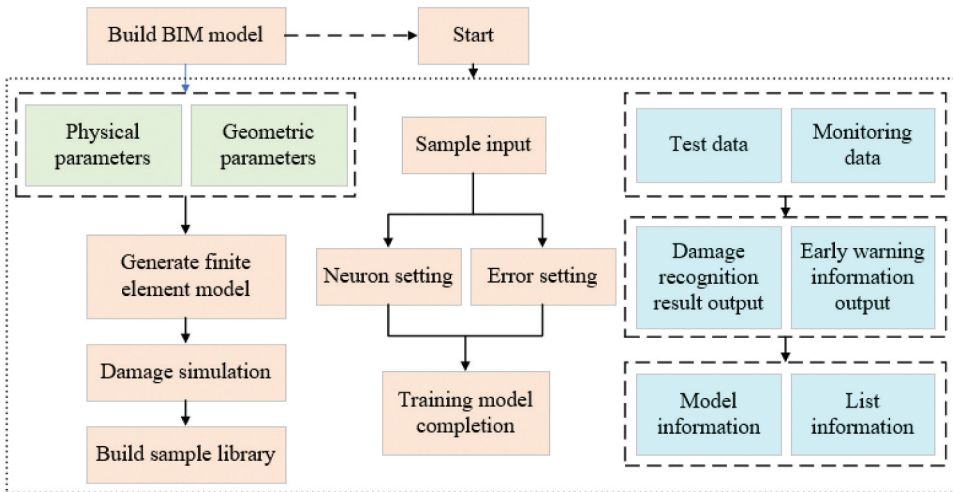 Build BIM model
Start
Physical
parameters
Geometric
parameters
Generate finite
element model
Damage simulation
Build sample library
Sample input
Neuron setting
Error setting
Training model
completion
Test data
Monitoring
data
Damage
recognition
result output
Early warning
information
output
Model
information
List
information